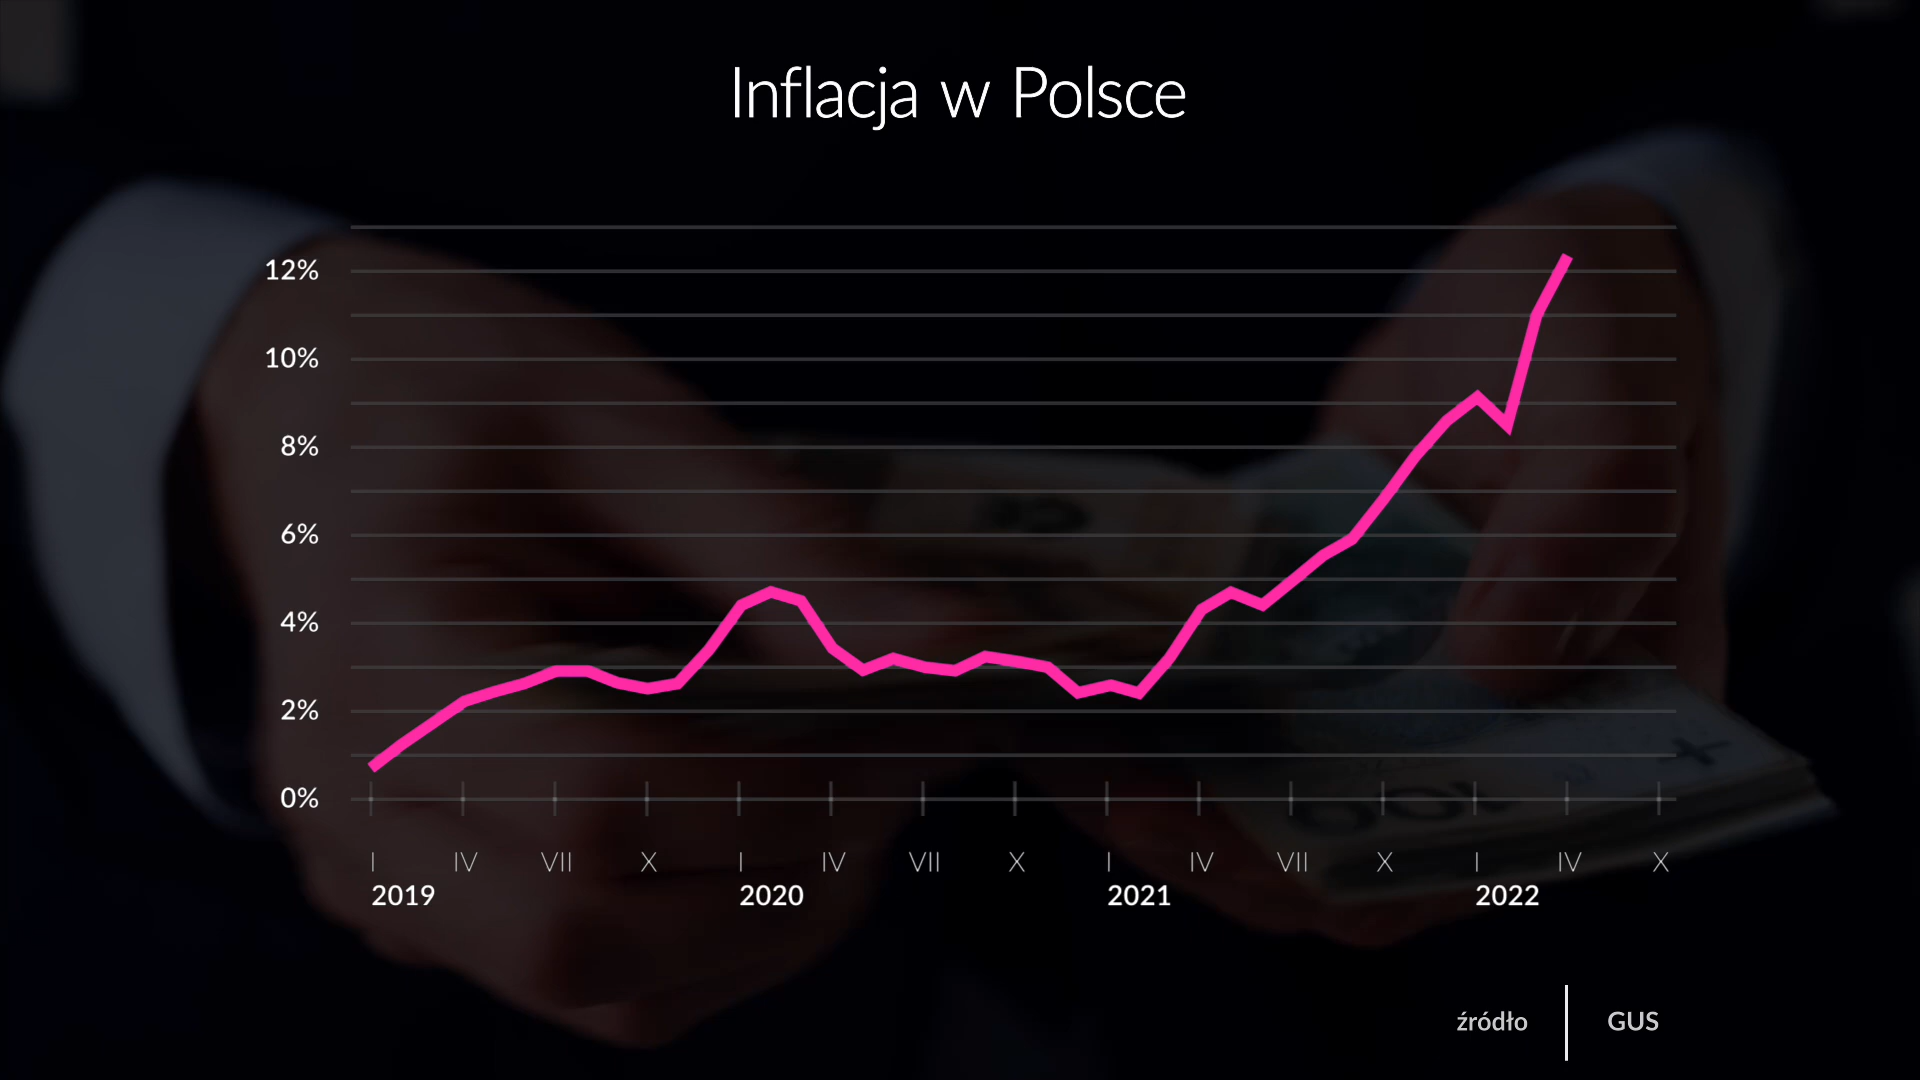 Inflacja w Polsce
12%
10%
8%
6%
4%
2%
0%
I IV VII X I IV VII X I IV VII X I IV X
2019 2020 2021 2022
źródło | GUS